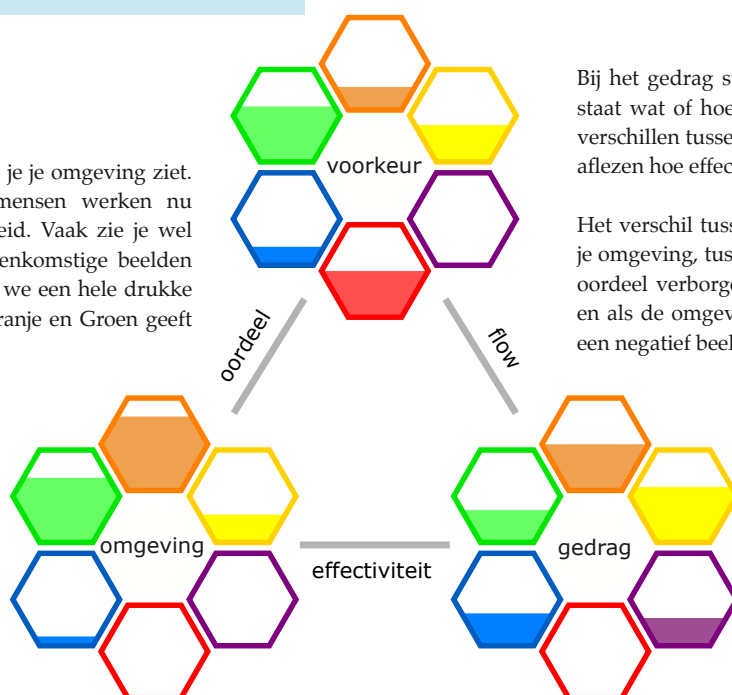 je je omgeving ziet.
mensen werken nu
eid. Vaak zie je wel
enkomstige beelden
we een hele drukke
ranje en Groen geeft
Bij het gedrag s
staat wat of hoe
verschillen tusse
aflezen hoe effec
Het verschil tuss
je omgeving, tus
oordeel verborge
en als de omgev
een negatief beel
voorkeur
oordeel
flow
omgeving
effectiviteit
gedrag